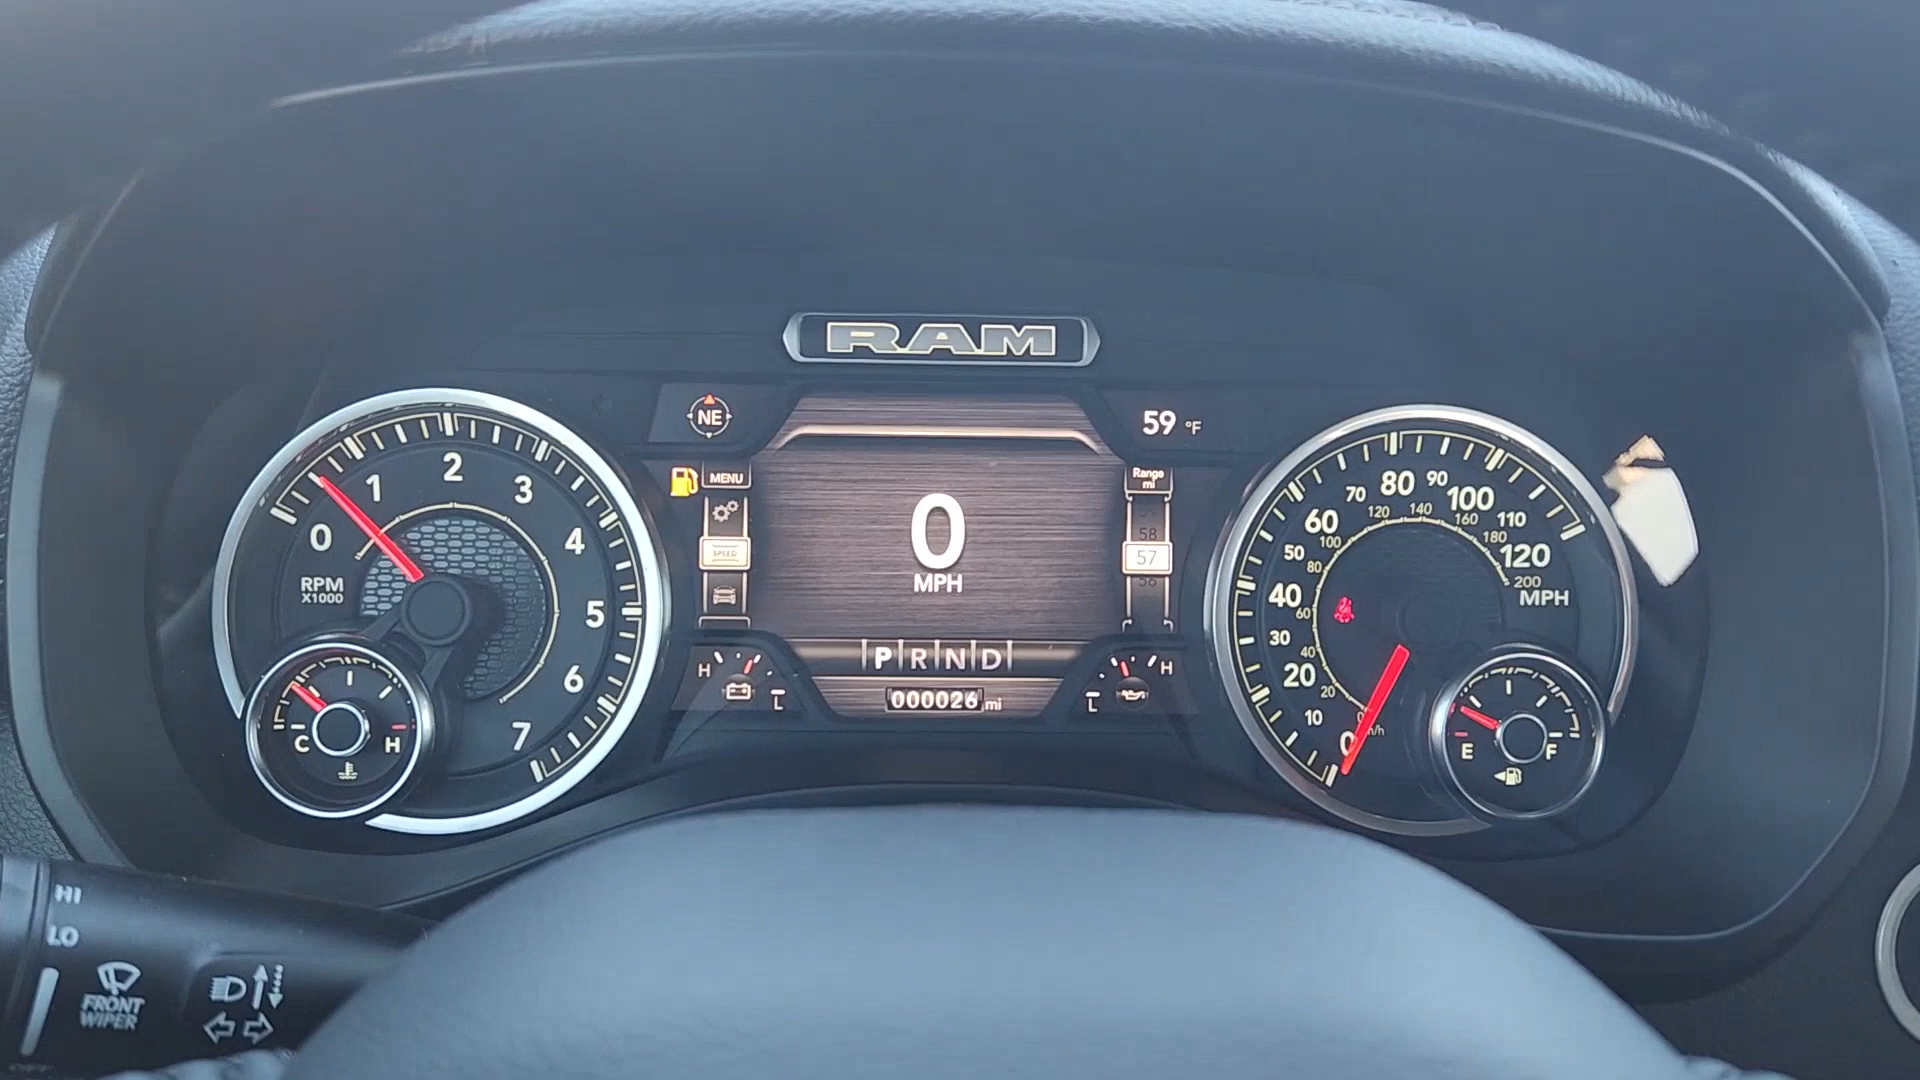 RAM
NE
59 °F
MENU
Range
mi
SPEED
58
57
56
0
MPH
PRND
000026 mi
H
L
H
L
0
1
2
3
4
5
6
7
RPM
X1000
C
H
0
10
20
30
40
50
60
70
80
90
100
110
120
MPH
20
40
60
80
100
120
140
160
180
200
E
F
HI
LO
FRONT
WIPER